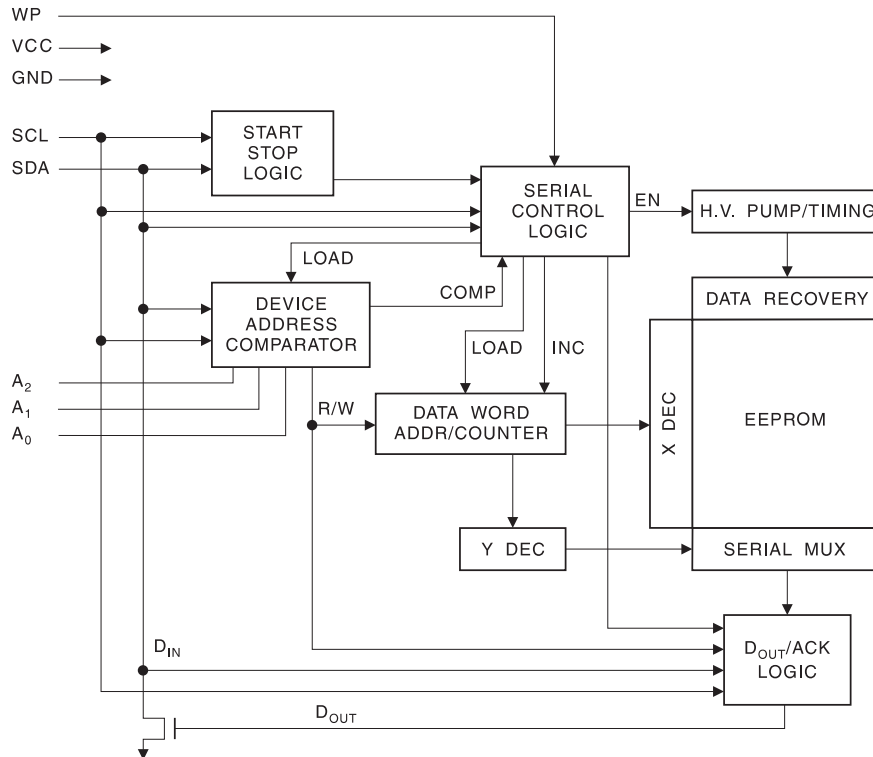 WP
VCC
GND
SCL
SDA
START
STOP
LOGIC
SERIAL
CONTROL
LOGIC
EN
H.V. PUMP/TIMING
LOAD
COMP
DATA RECOVERY
DEVICE
ADDRESS
COMPARATOR
LOAD
INC
A2
A1
A0
R/W
DATA WORD
ADDR/COUNTER
X DEC
EEPROM
Y DEC
SERIAL MUX
DIN
DOUT/ACK
LOGIC
DOUT